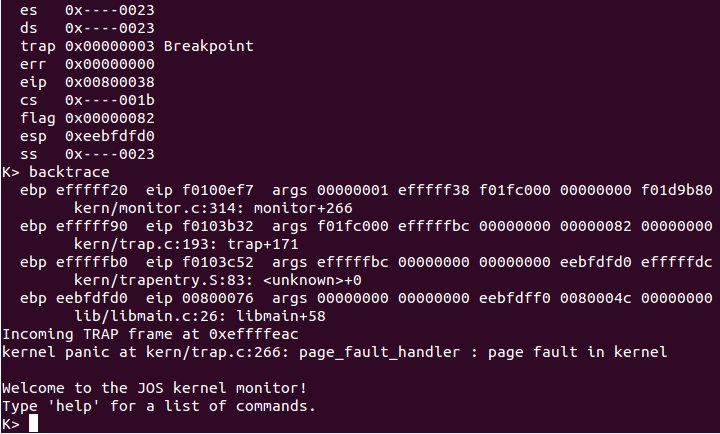 es   0x----0023
ds   0x----0023
trap 0x00000003 Breakpoint
err  0x00000000
eip  0x00800038
cs   0x----001b
flag 0x00000082
esp  0xeebfdfd0
ss   0x----0023
K> backtrace
ebp efffff20  eip f0100ef7  args 00000001 efffff38 f01fc000 00000000 f01d9b80
kern/monitor.c:314: monitor+266
ebp efffff90  eip f0103b32  args f01fc000 efffffbc 00000000 00000082 00000000
kern/trap.c:193: trap+171
ebp efffffb0  eip f0103c52  args efffffbc 00000000 00000000 eebfdfd0 efffffdc
kern/trapentry.S:83: <unknown>+0
ebp eebfdfd0  eip 00800076  args 00000000 00000000 eebfdff0 0080004c 00000000
lib/libmain.c:26: libmain+58
Incoming TRAP frame at 0xeffffeac
kernel panic at kern/trap.c:266: page_fault_handler : page fault in kernel
Welcome to the JOS kernel monitor!
Type 'help' for a list of commands.
K>